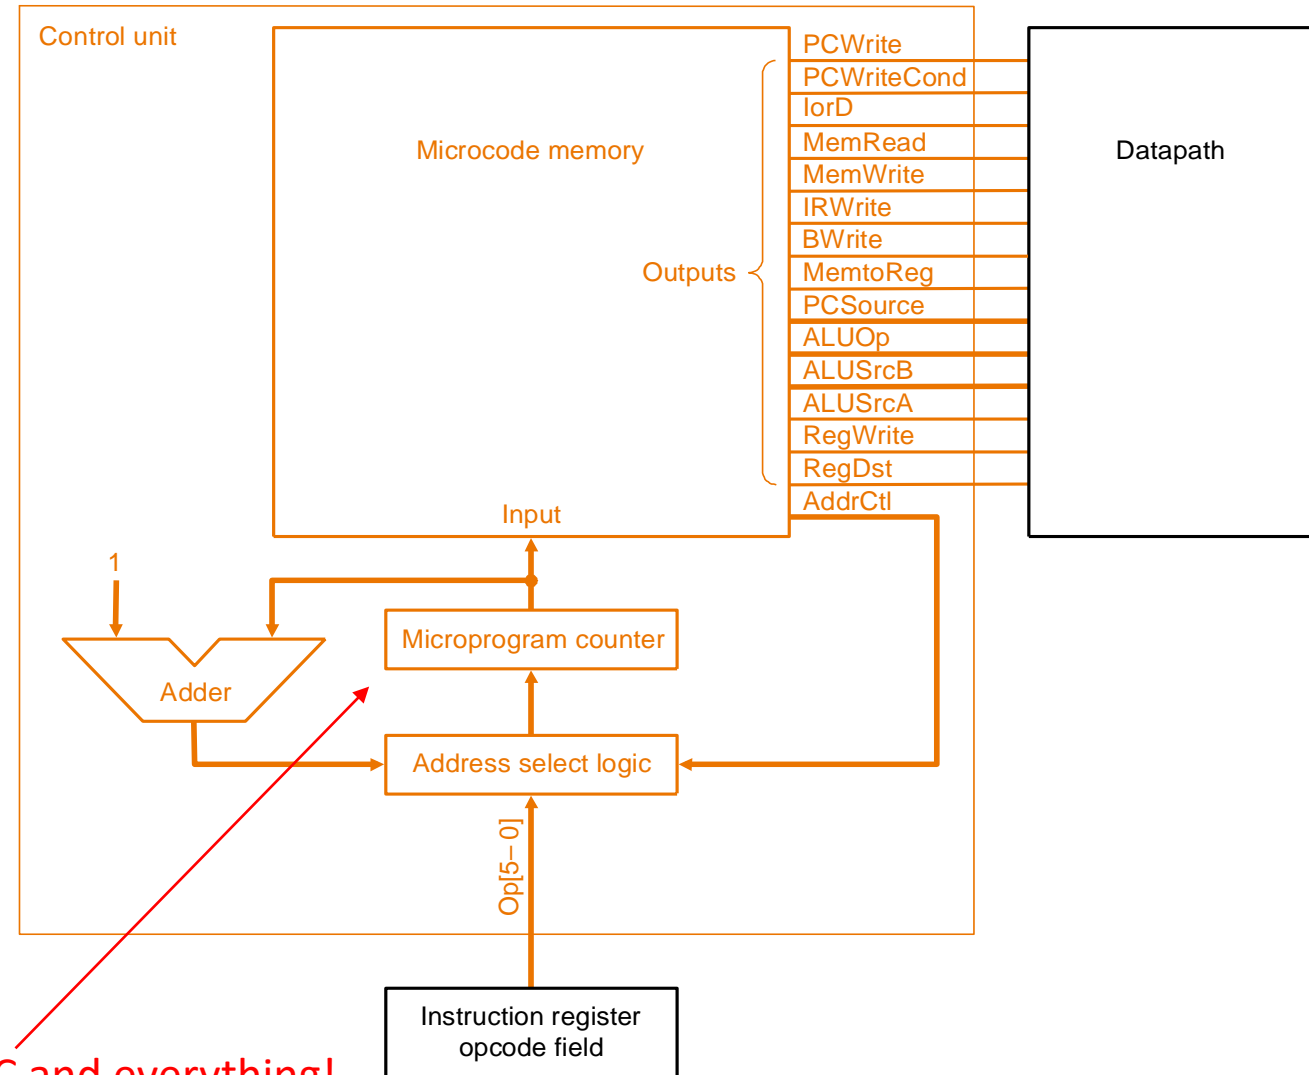 Control unit
Microcode memory
Outputs
Input
PCWrite
PCWriteCond
IorD
MemRead
MemWrite
IRWrite
BWrite
MemtoReg
PCSource
ALUOp
ALUSrcB
ALUSrcA
RegWrite
RegDst
AddrCtl
Datapath
1
Microprogram counter
Adder
Address select logic
Op[5– 0]
Instruction register
opcode field
and everything!